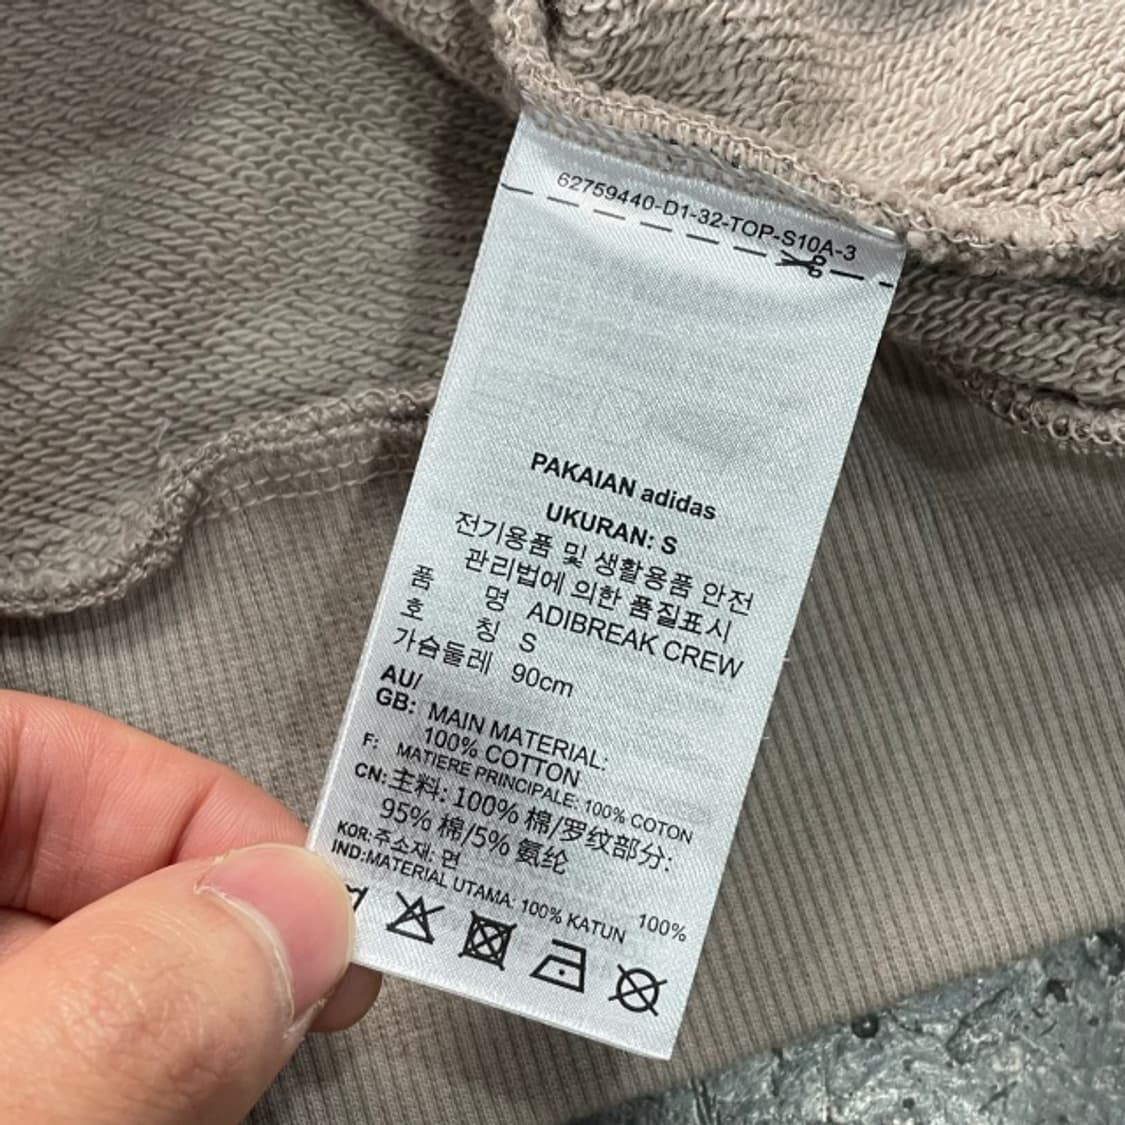 62759440-D1-32-TOP-S10A-3
PAKAIAN adidas
UKURAN: S
전기용품 및 생활용품 안전
관리법에 의한 품질표시
품 명 ADIBREAK CREW
호 칭 S
가슴둘레 90cm
AU/
GB: MAIN MATERIAL:
100% COTTON
F: MATIERE PRINCIPALE: 100% COTON
CN:主料: 100% 棉/罗纹部分:
95% 棉/5% 氨纶
KOR:주소재: 면 100%
IND:MATERIAL UTAMA: 100% KATUN